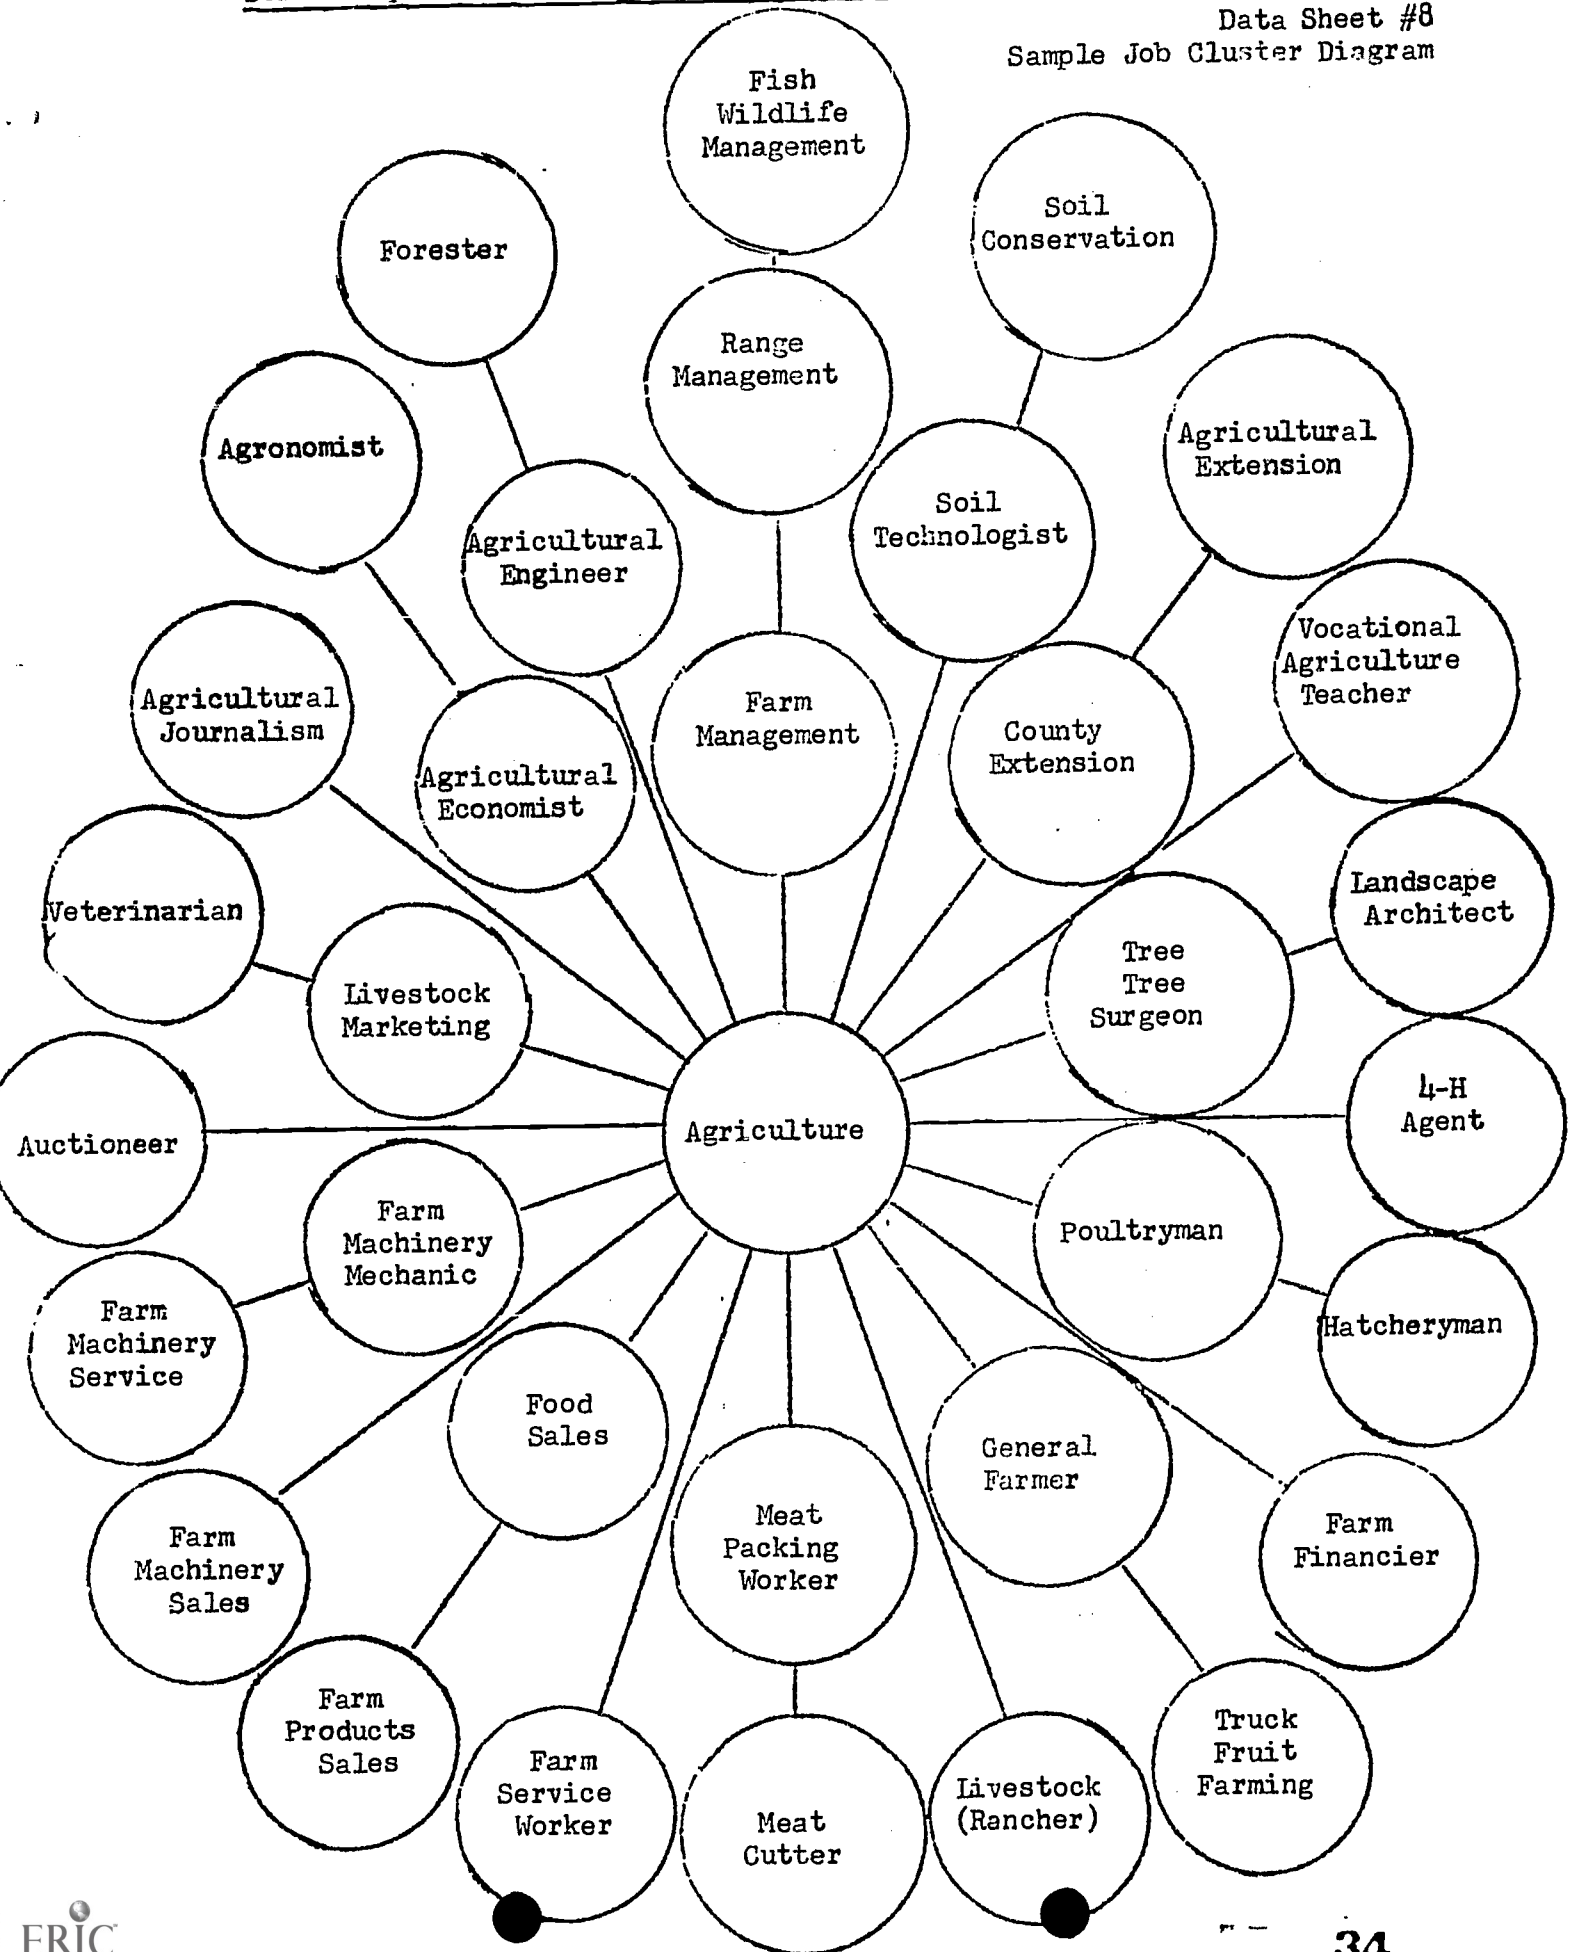 Data Sheet #8
Sample Job Cluster Diagram
Fish
Wildlife
Management
Soil
Conservation
Forester
Range
Management
Agricultural
Extension
Agronomist
Soil
Technologist
Agricultural
Engineer
Vocational
Agriculture
Teacher
Agricultural
Journalism
Farm
Management
County
Extension
Agricultural
Economist
Landscape
Architect
Veterinarian
Tree
Tree
Surgeon
Livestock
Marketing
4-H
Agent
Agriculture
Auctioneer
Farm
Machinery
Mechanic
Poultryman
Hatcheryman
Farm
Machinery
Service
Food
Sales
General
Farmer
Meat
Packing
Worker
Farm
Financier
Farm
Machinery
Sales
Farm
Products
Sales
Truck
Fruit
Farming
Farm
Service
Worker
Livestock
(Rancher)
Meat
Cutter
ERIC
34